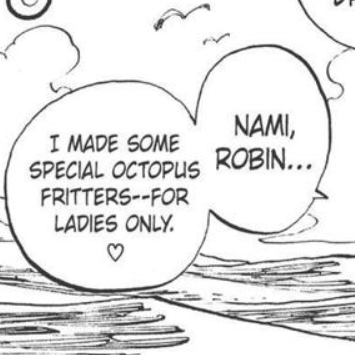 NAMI,
ROBIN...
I MADE SOME
SPECIAL OCTOPUS
FRITTERS--FOR
LADIES ONLY.
♡